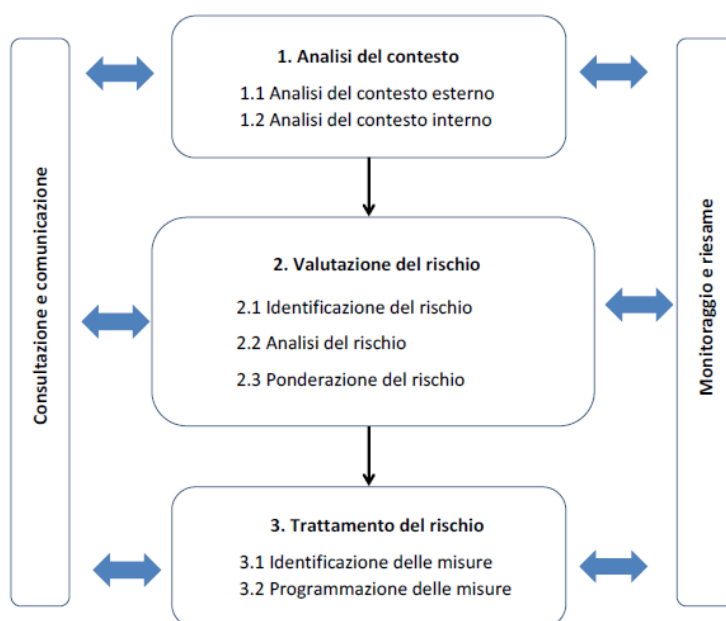 Consultazione e comunicazione
1. Analisi del contesto
1.1 Analisi del contesto esterno
1.2 Analisi del contesto interno
2. Valutazione del rischio
2.1 Identificazione del rischio
2.2 Analisi del rischio
2.3 Ponderazione del rischio
3. Trattamento del rischio
3.1 Identificazione delle misure
3.2 Programmazione delle misure
Monitoraggio e riesame